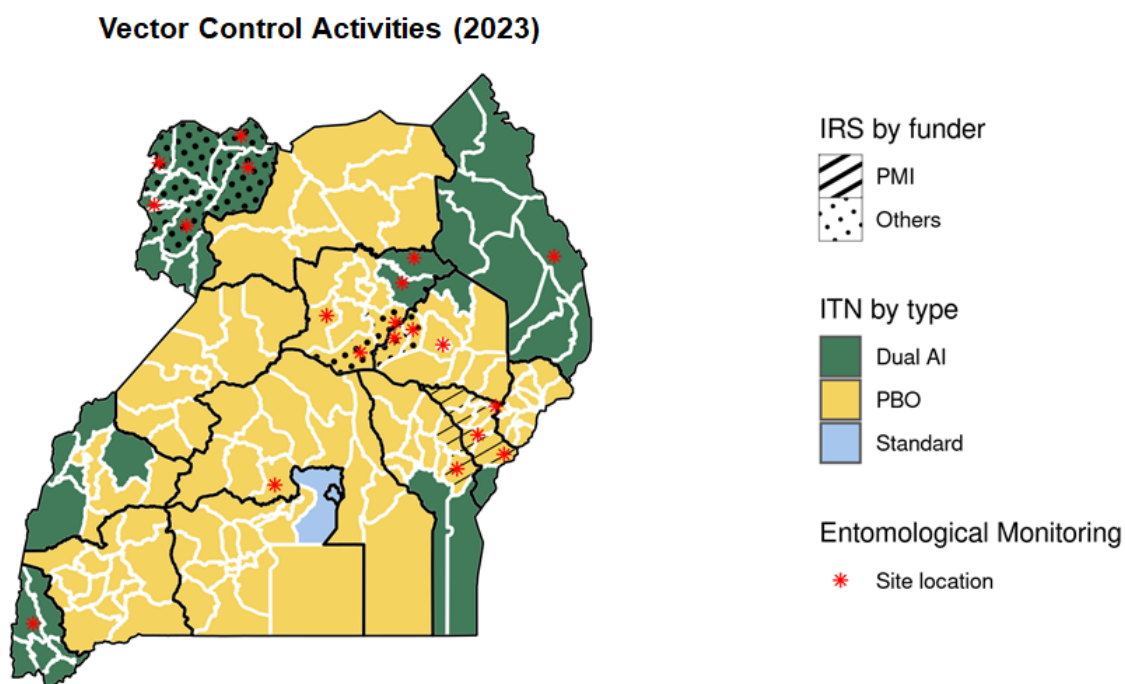 Vector Control Activities (2023)
IRS by funder
PMI
Others
ITN by type
Dual AI
PBO
Standard
Entomological Monitoring
Site location